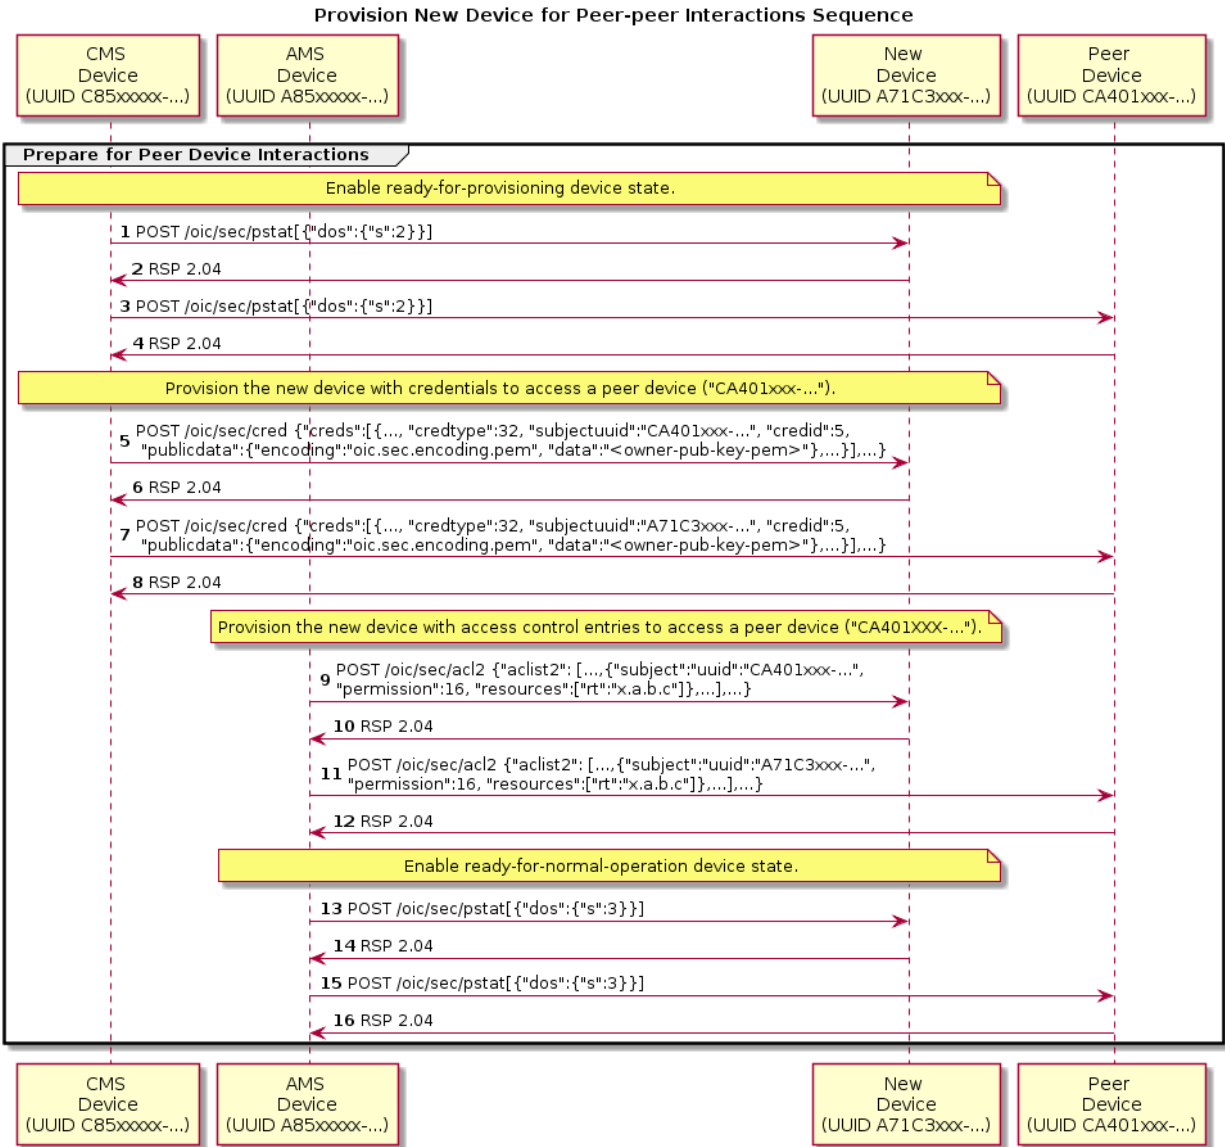 Provision New Device for Peer-peer Interactions Sequence
CMS
Device
(UUID C85xxxxx-...)
AMS
Device
(UUID A85xxxxx-...)
New
Device
(UUID A71C3xxx-...)
Peer
Device
(UUID CA401xxx-...)
Prepare for Peer Device Interactions
Enable ready-for-provisioning device state.
1 POST /oic/sec/pstat[{"dos":{"s":2}}]
2 RSP 2.04
3 POST /oic/sec/pstat[{"dos":{"s":2}}]
4 RSP 2.04
Provision the new device with credentials to access a peer device ("CA401xxx-...").
5 POST /oic/sec/cred {"creds":[{..., "credtype":32, "subjectuuid":"CA401xxx-...", "credid":5,
"publicdata":{"encoding":"oic.sec.encoding.pem", "data":"<owner-pub-key-pem>"},...}],...}
6 RSP 2.04
7 POST /oic/sec/cred {"creds":[{..., "credtype":32, "subjectuuid":"A71C3xxx-...", "credid":5,
"publicdata":{"encoding":"oic.sec.encoding.pem", "data":"<owner-pub-key-pem>"},...}],...}
8 RSP 2.04
Provision the new device with access control entries to access a peer device ("CA401XXX-...").
9 POST /oic/sec/acl2 {"aclist2": [...,{"subject":"uuid":"CA401xxx-...",
"permission":16, "resources":["rt":"x.a.b.c"]},...],...}
10 RSP 2.04
11 POST /oic/sec/acl2 {"aclist2": [...,{"subject":"uuid":"A71C3xxx-...",
"permission":16, "resources":["rt":"x.a.b.c"]},...],...}
12 RSP 2.04
Enable ready-for-normal-operation device state.
13 POST /oic/sec/pstat[{"dos":{"s":3}}]
14 RSP 2.04
15 POST /oic/sec/pstat[{"dos":{"s":3}}]
16 RSP 2.04
CMS
Device
(UUID C85xxxxx-...)
AMS
Device
(UUID A85xxxxx-...)
New
Device
(UUID A71C3xxx-...)
Peer
Device
(UUID CA401xxx-...)